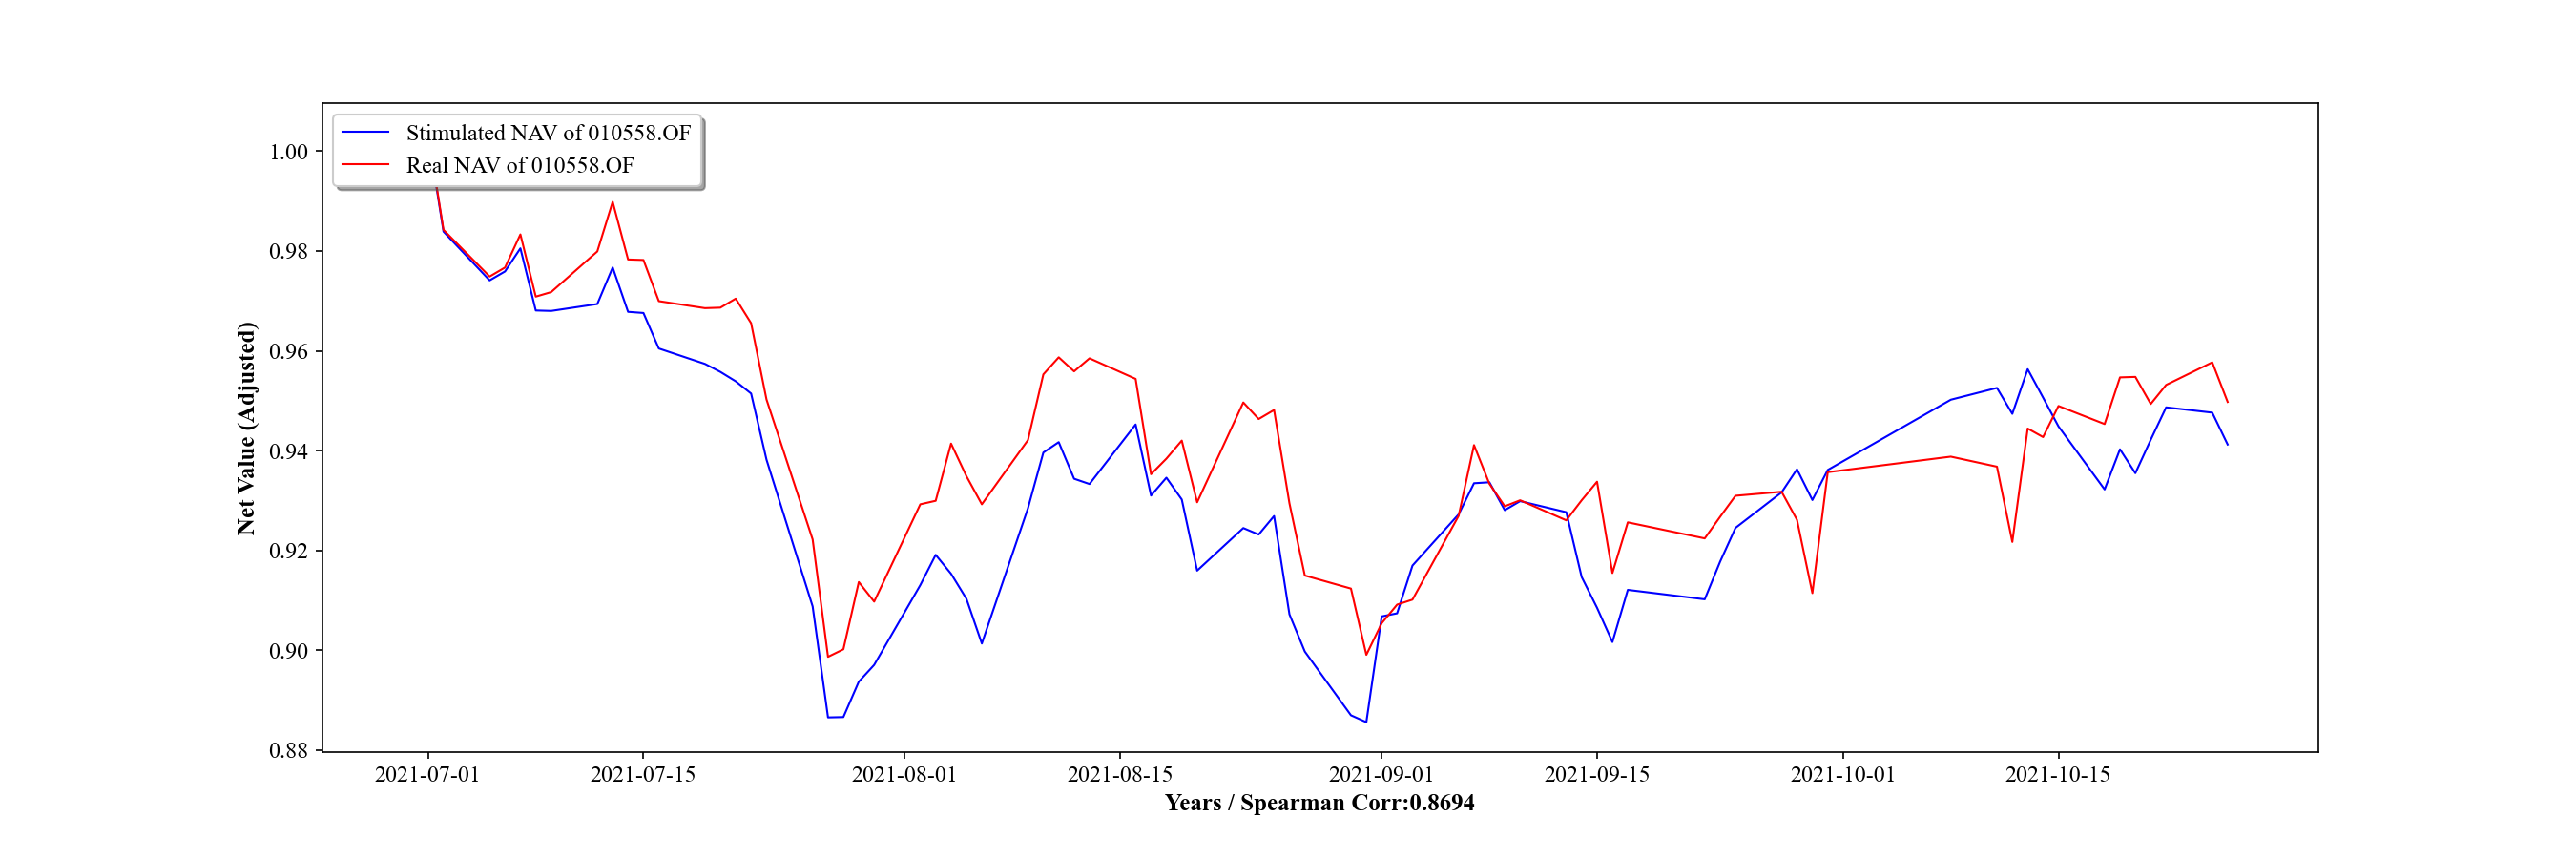 Stimulated NAV of 010558.OF
Real NAV of 010558.OF
1.00
0.98
0.96
0.94
0.92
0.90
0.88
Net Value (Adjusted)
2021-07-01 2021-07-15 2021-08-01 2021-08-15 2021-09-01 2021-09-15 2021-10-01 2021-10-15
Years / Spearman Corr:0.8694